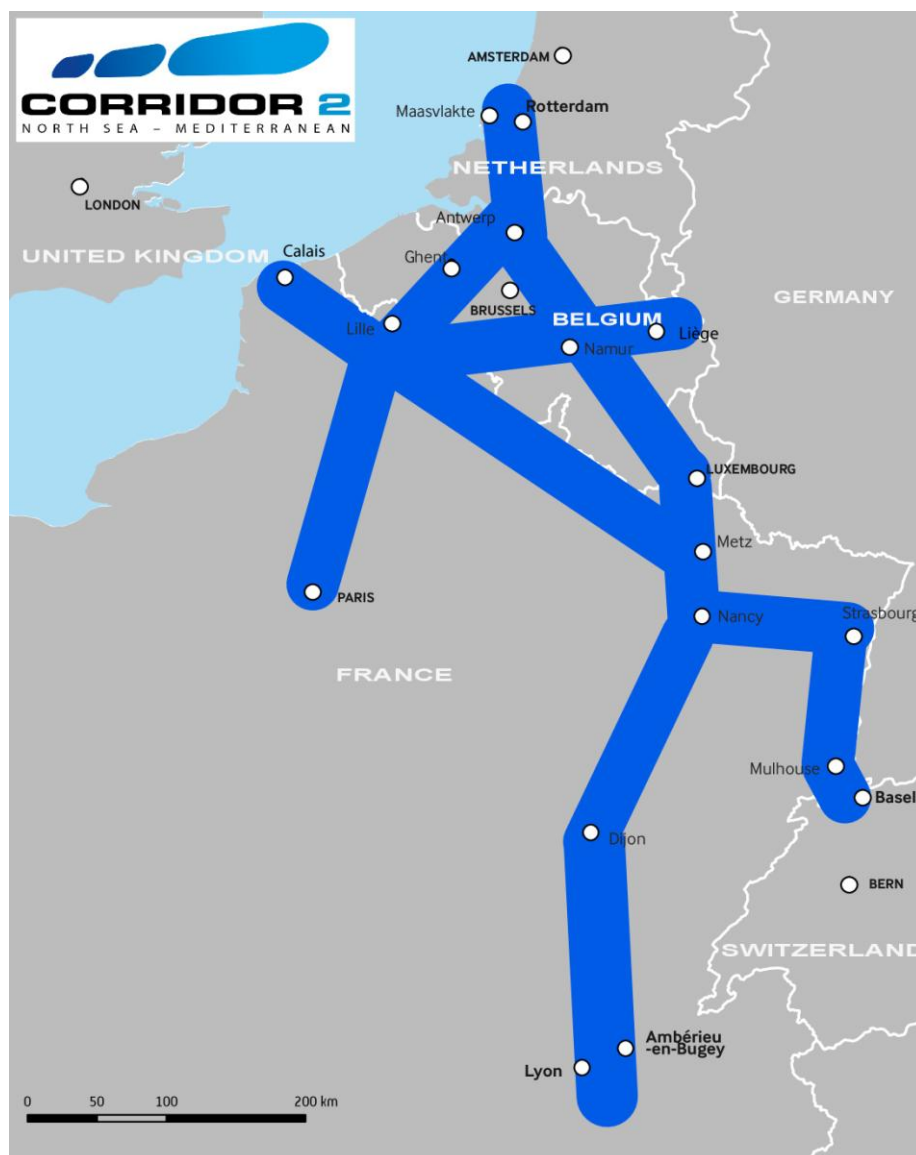 CORRIDOR 2
NORTH SEA – MEDITERRANEAN
AMSTERDAM
Maasvlakte
Rotterdam
NETHERLANDS
LONDON
Antwerp
UNITED KINGDOM
Calais
Ghent
BRUSSELS
GERMANY
BELGIUM
Lille
Liège
Namur
LUXEMBOURG
Metz
PARIS
Nancy
Strasbourg
FRANCE
Mulhouse
Basel
Dijon
BERN
SWITZERLAND
Ambérieu
-en-Bugey
Lyon
0 50 100 200 km